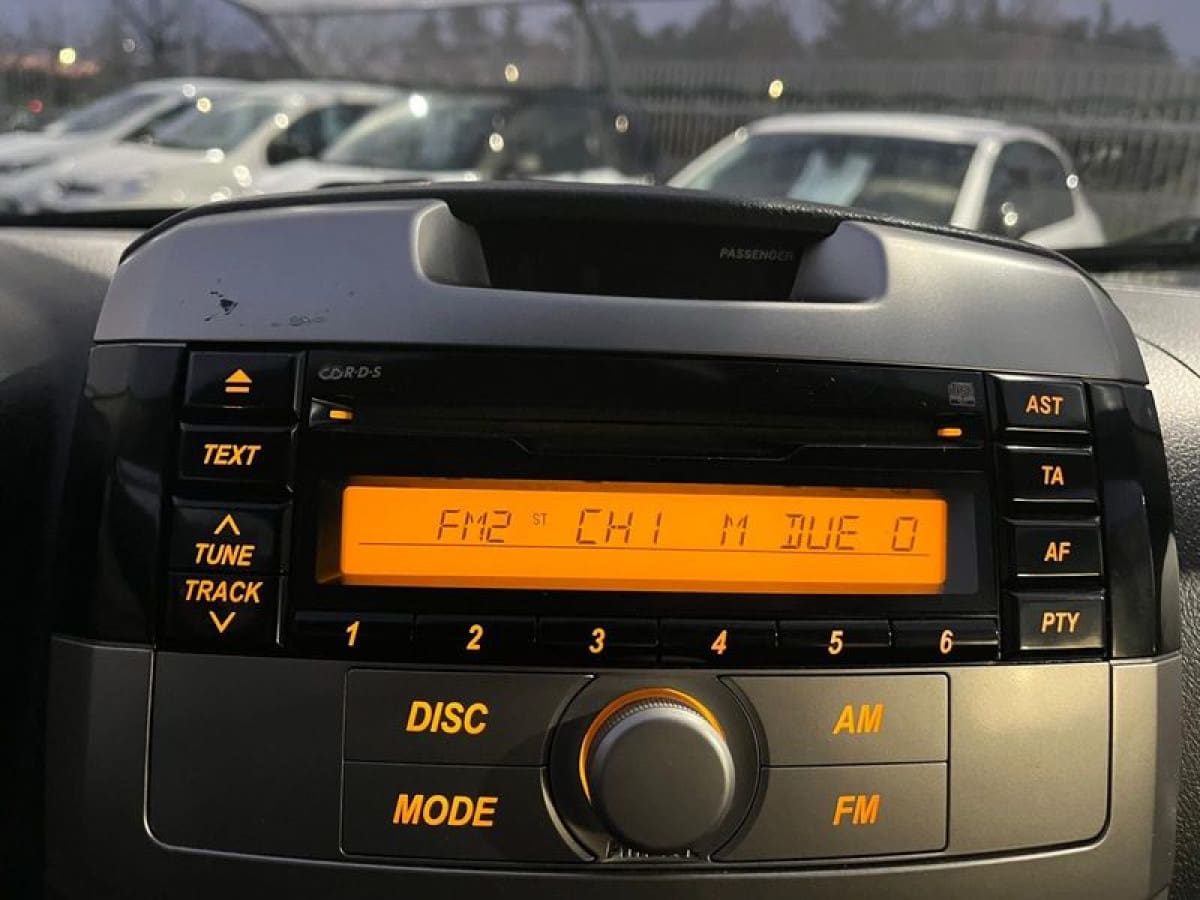 PASSENGER
R·D·S
AST
TEXT
TA
FM2 ST CH1 M DUE O
TUNE
AF
TRACK
PTY
1 2 3 4 5 6
DISC
AM
MODE
FM